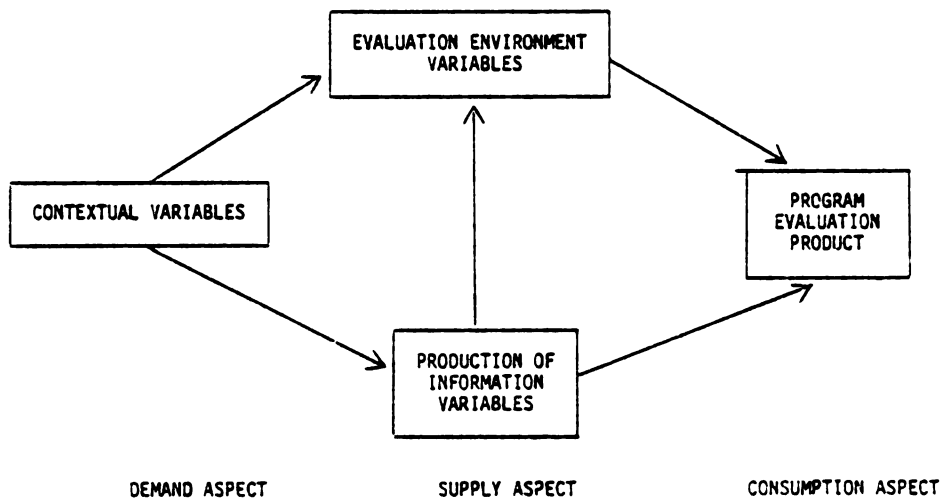 EVALUATION ENVIRONMENT
VARIABLES
CONTEXTUAL VARIABLES
PROGRAM
EVALUATION
PRODUCT
PRODUCTION OF
INFORMATION
VARIABLES
DEMAND ASPECT
SUPPLY ASPECT
CONSUMPTION ASPECT